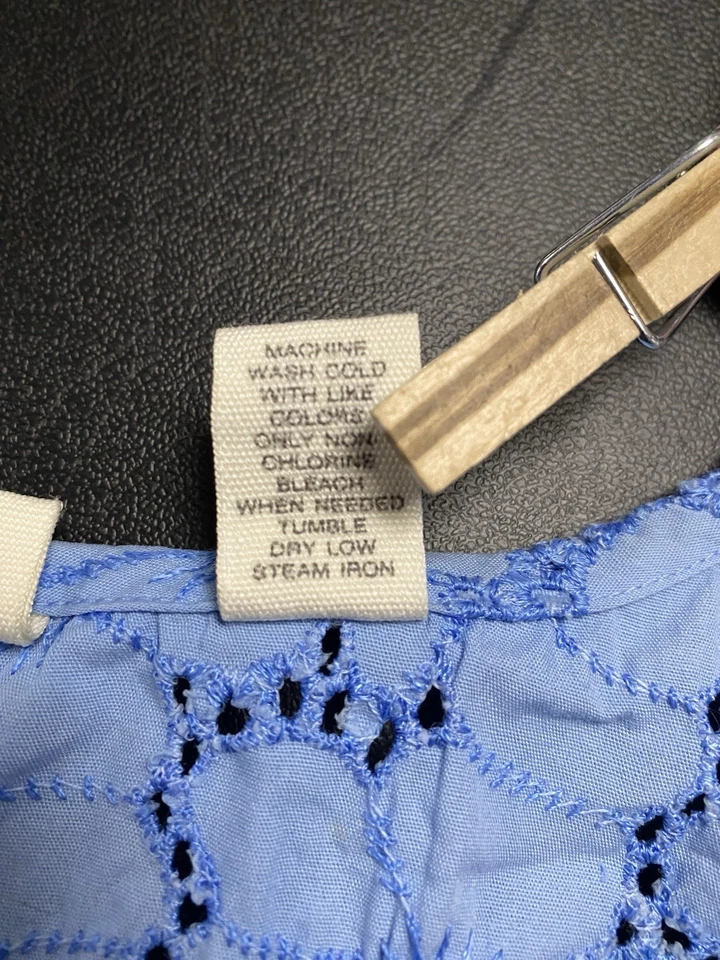 MACHINE
WASH COLD
WITH LIKE
COLORS
ONLY NON
CHLORINE
BLEACH
WHEN NEEDED
TUMBLE
DRY LOW
STEAM IRON